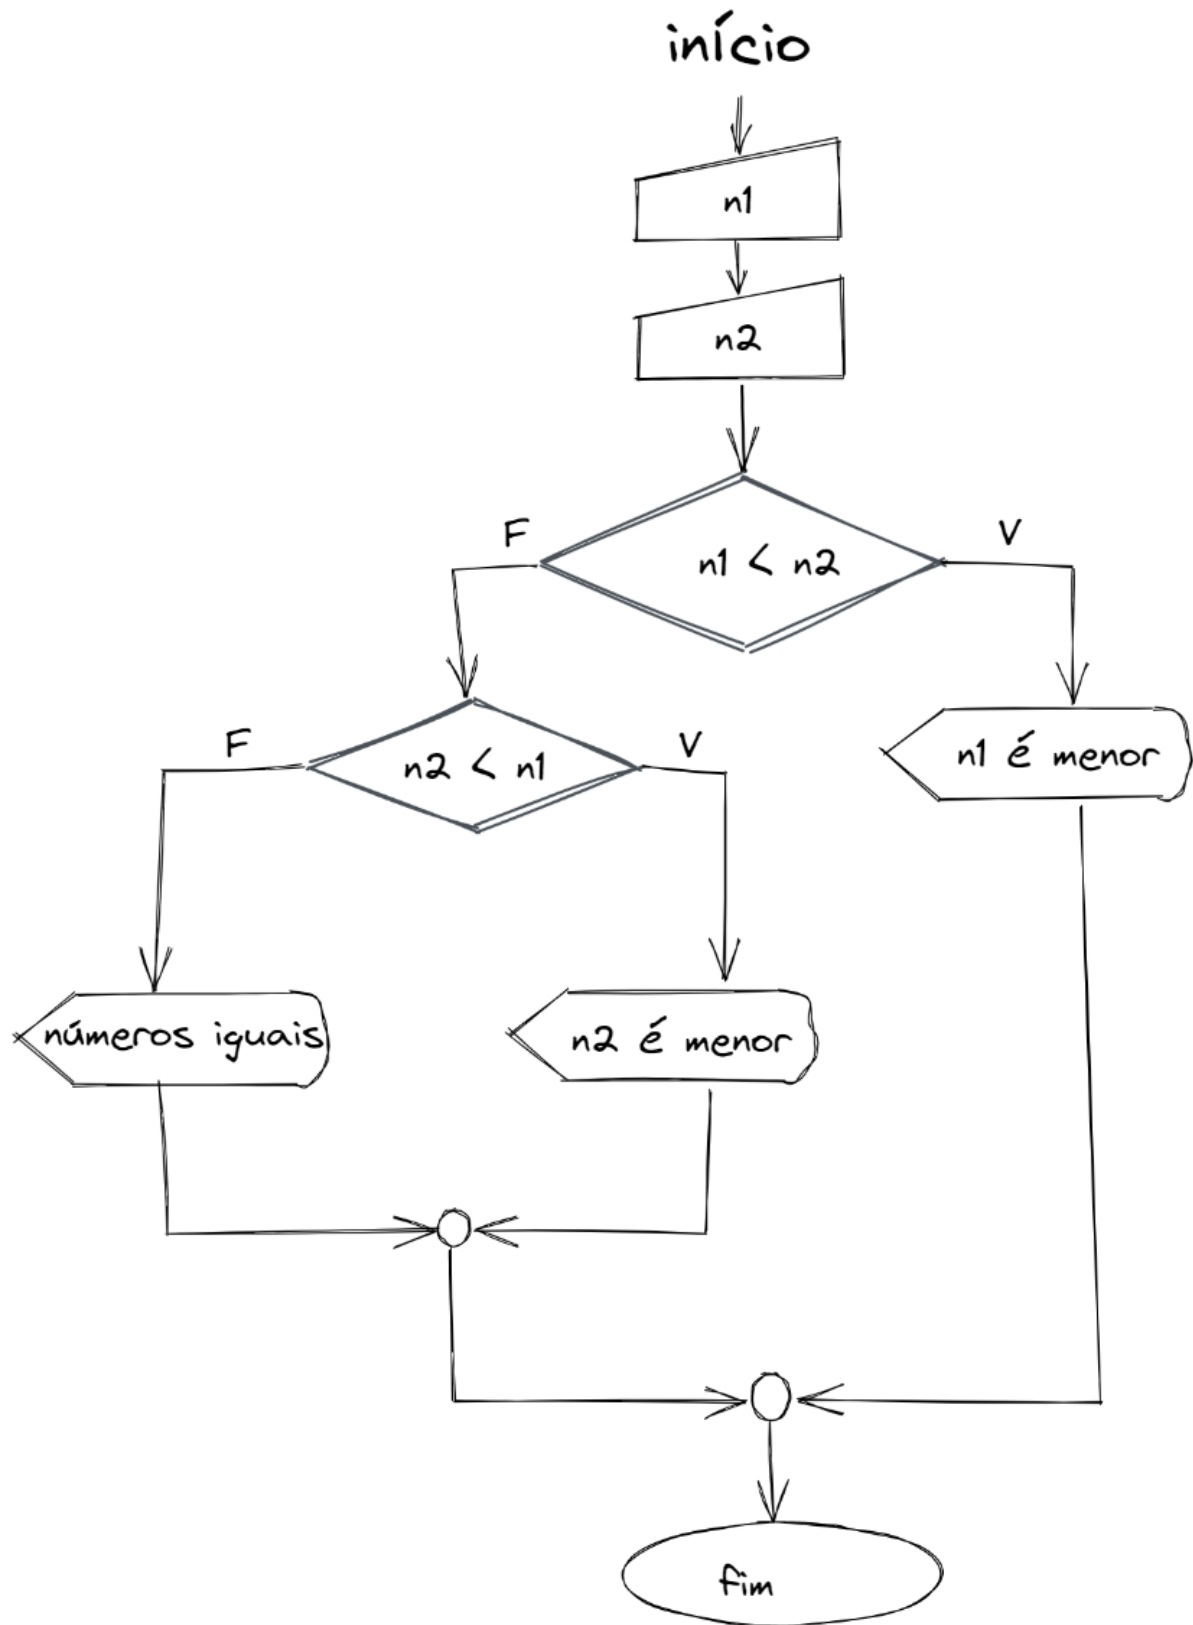 início
n1
n2
n1 < n2
F
V
n2 < n1
F
V
n1 é menor
números iguais
n2 é menor
fim